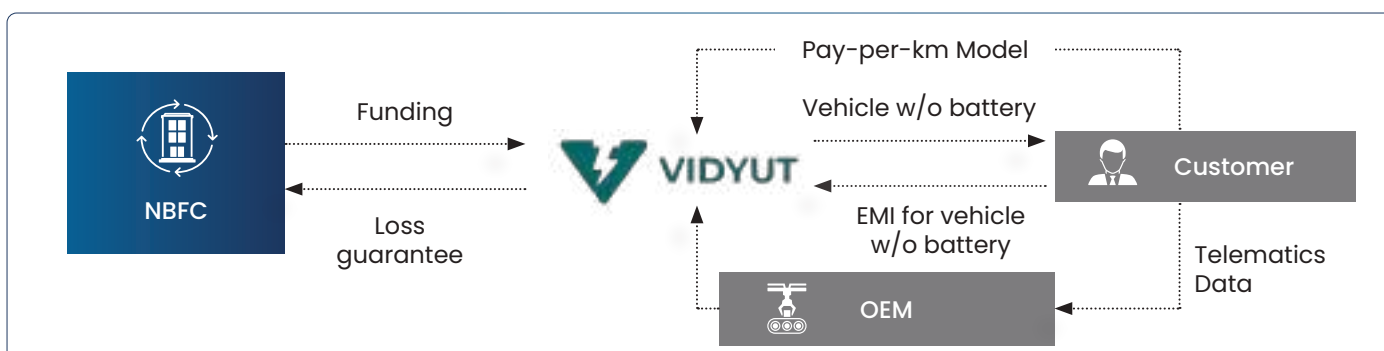 Pay-per-km Model
Funding
Vehicle w/o battery
VIDYUT
Customer
NBFC
Loss
guarantee
EMI for vehicle
w/o battery
Telematics
Data
OEM